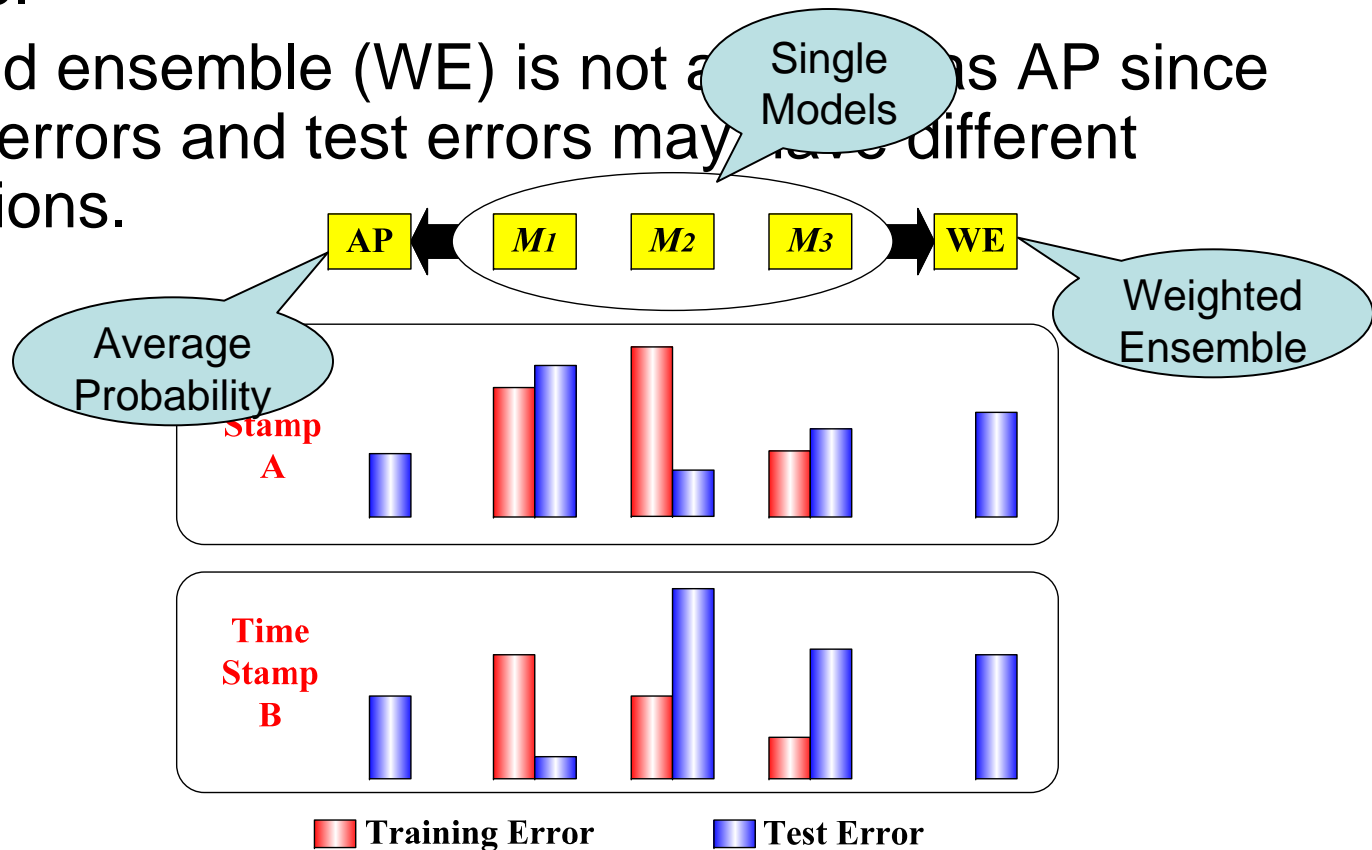 d ensemble (WE) is not a as AP since
errors and test errors may have different
ions.
Single
Models
AP
M1
M2
M3
WE
Average
Probability
Weighted
Ensemble
Stamp
A
Time
Stamp
B
Training Error
Test Error